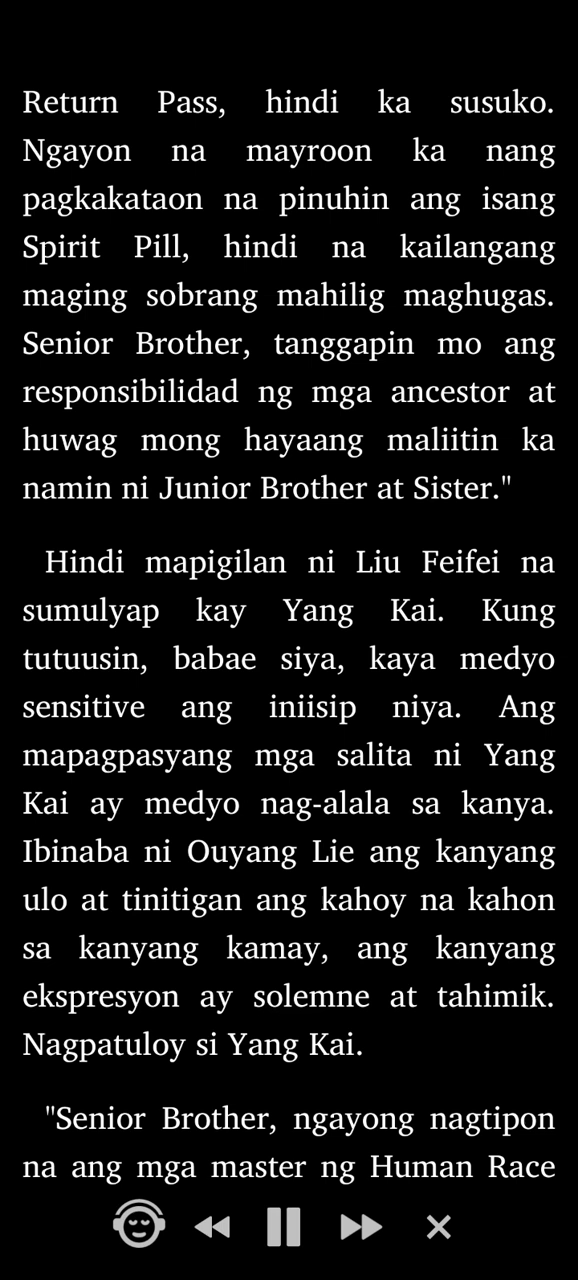 Return Pass, hindi ka susuko.
Ngayon na mayroon ka nang
pagkakataon na pinuhin ang isang
Spirit Pill, hindi na kailangang
maging sobrang mahilig maghugas.
Senior Brother, tanggapin mo ang
responsibilidad ng mga ancestor at
huwag mong hayaang maliitin ka
namin ni Junior Brother at Sister."
Hindi mapigilan ni Liu Feifei na
sumulyap kay Yang Kai. Kung
tutuusin, babae siya, kaya medyo
sensitive ang iniisip niya. Ang
mapagpasyang mga salita ni Yang
Kai ay medyo nag-alala sa kanya.
Ibinaba ni Ouyang Lie ang kanyang
ulo at tinitigan ang kahoy na kahon
sa kanyang kamay, ang kanyang
ekspresyon ay solemne at tahimik.
Nagpatuloy si Yang Kai.
"Senior Brother, ngayong nagtipon
na ang mga master ng Human Race